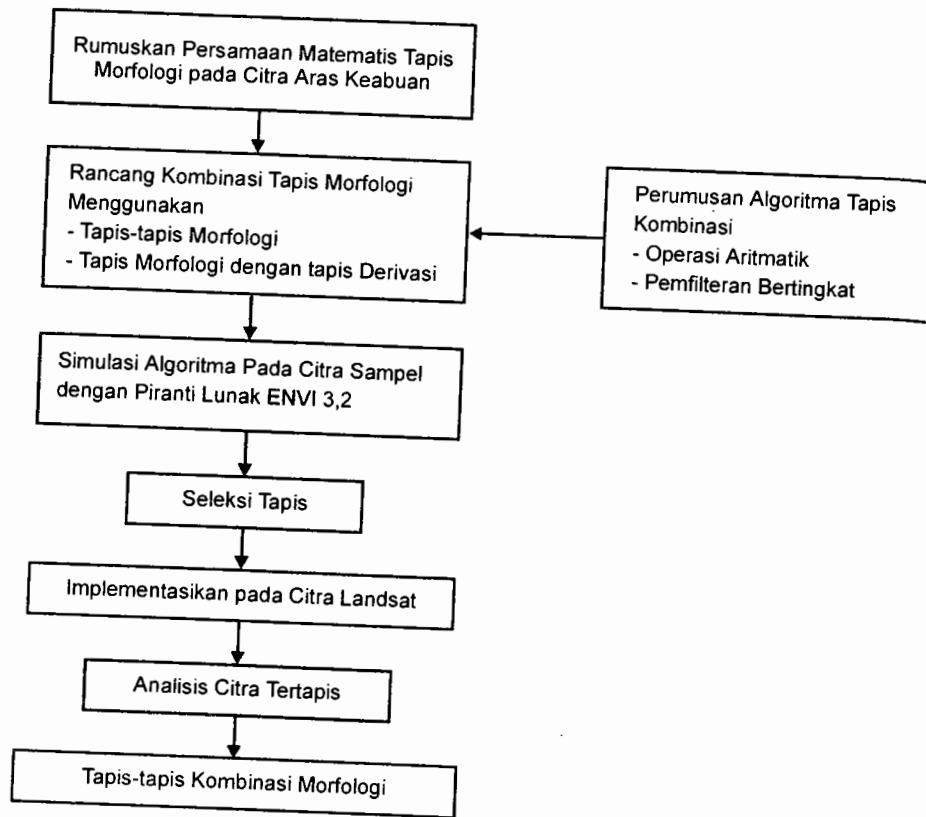 Rumuskan Persamaan Matematis Tapis
Morfologi pada Citra Aras Keabuan
Rancang Kombinasi Tapis Morfologi
Menggunakan
- Tapis-tapis Morfologi
- Tapis Morfologi dengan tapis Derivasi
Perumusan Algoritma Tapis
Kombinasi
- Operasi Aritmatik
- Pemfilteran Bertingkat
Simulasi Algoritma Pada Citra Sampel
dengan Piranti Lunak ENVI 3,2
Seleksi Tapis
Implementasikan pada Citra Landsat
Analisis Citra Tertapis
Tapis-tapis Kombinasi Morfologi